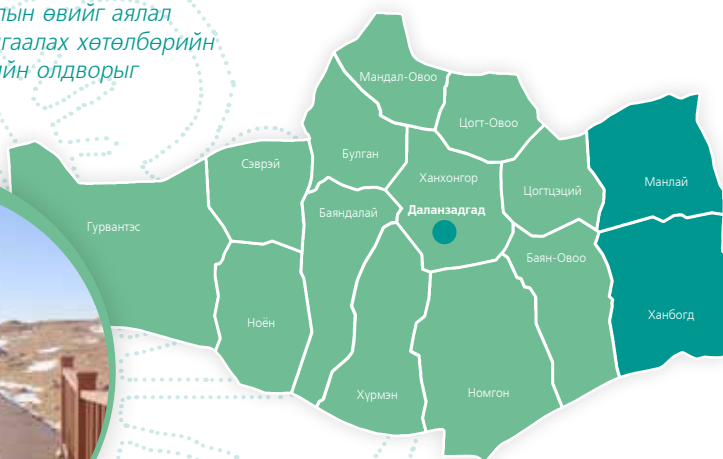 лын өвийг аялал
гаалах хөтөлбөрийн
йн олдворыг
Мандал-Овоо
Цогт-Овоо
Булган
Сэврэй
Ханхонгор
Цогтцэций
Манлай
Баяндалай
Даланзадгад
Гурвантэс
Баян-Овоо
Ноён
Ханбогд
Хүрмэн
Номгон